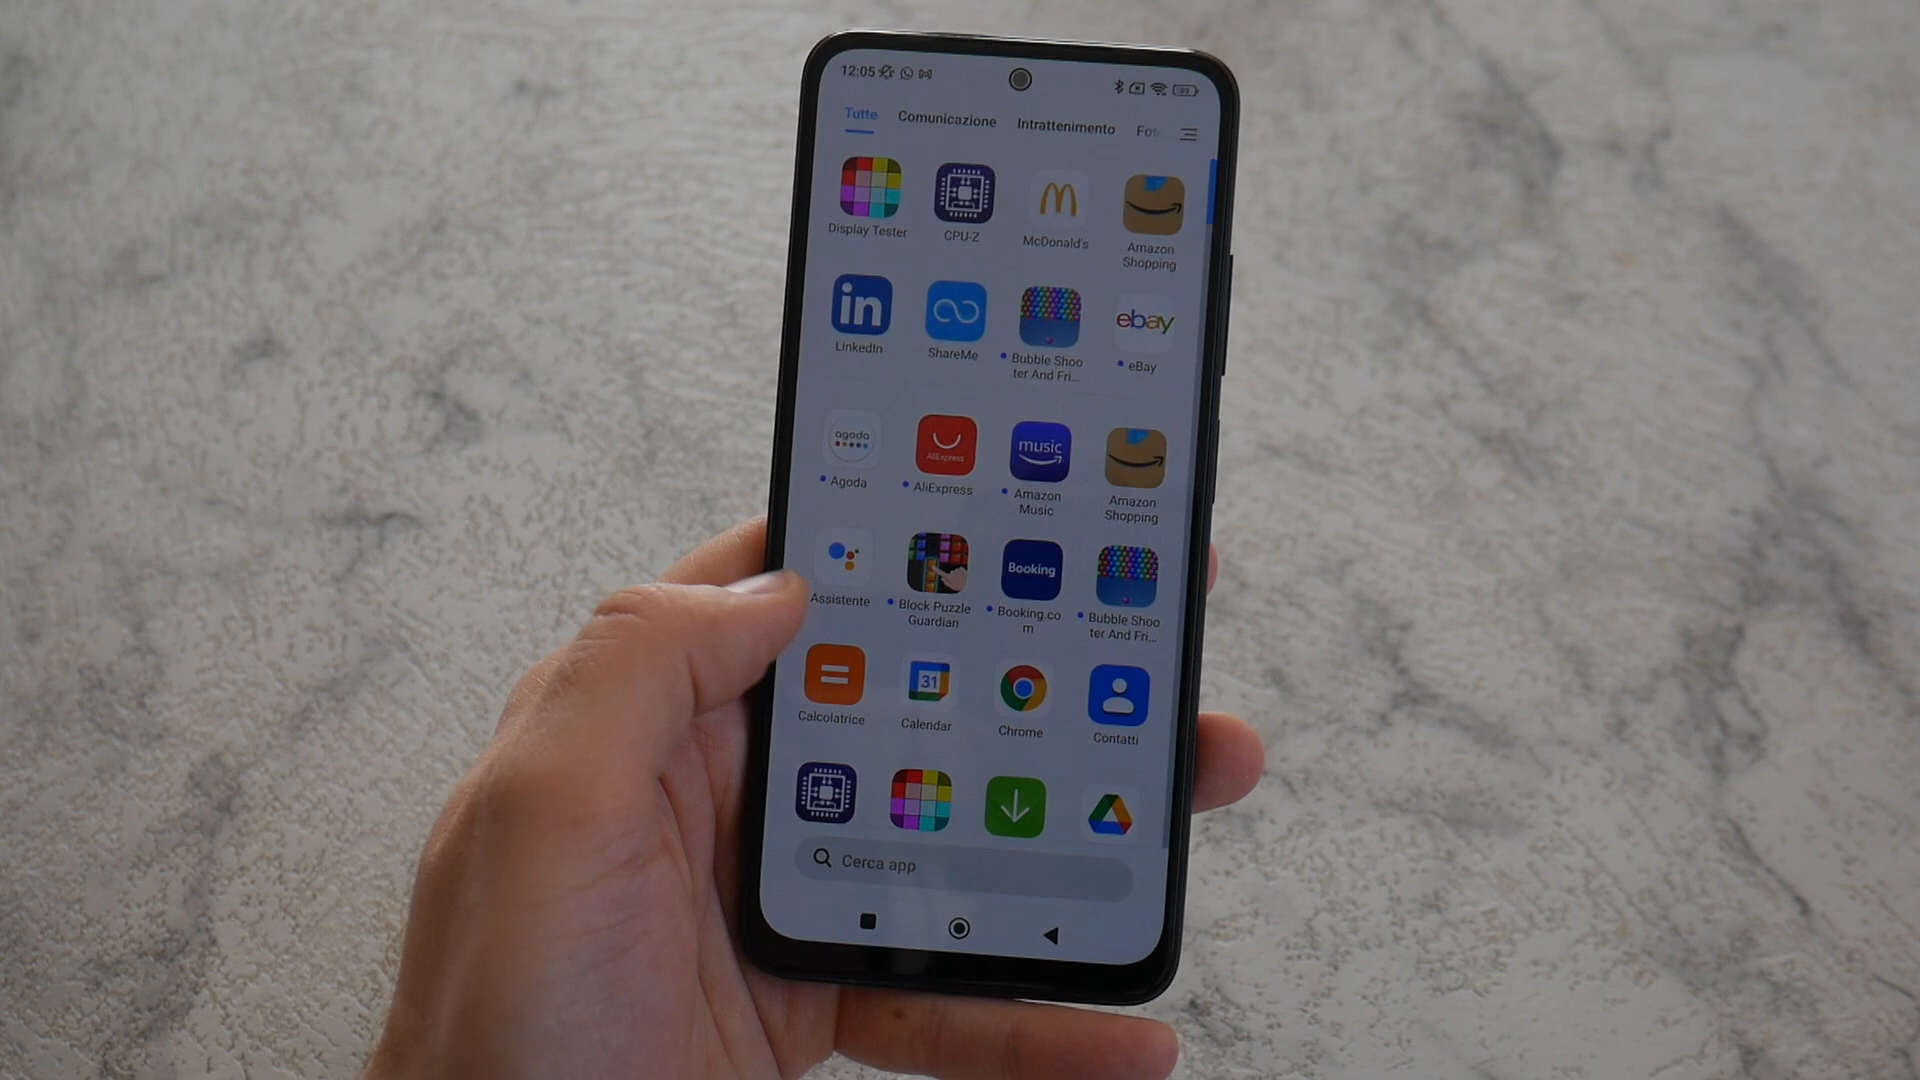 12:05
Tutte Comunicazione Intrattenimento Foto
Display Tester CPU-Z McDonald's Amazon
Shopping
in
ebay
LinkedIn ShareMe Bubble Shoo eBay
ter And Fri...
agoda AliExpress music
Agoda AliExpress Amazon Amazon
Music Shopping
Booking
Assistente Block Puzzle Booking.co Bubble Shoo
Guardian m ter And Fri...
31
Calcolatrice Calendar Chrome Contatti
Cerca app